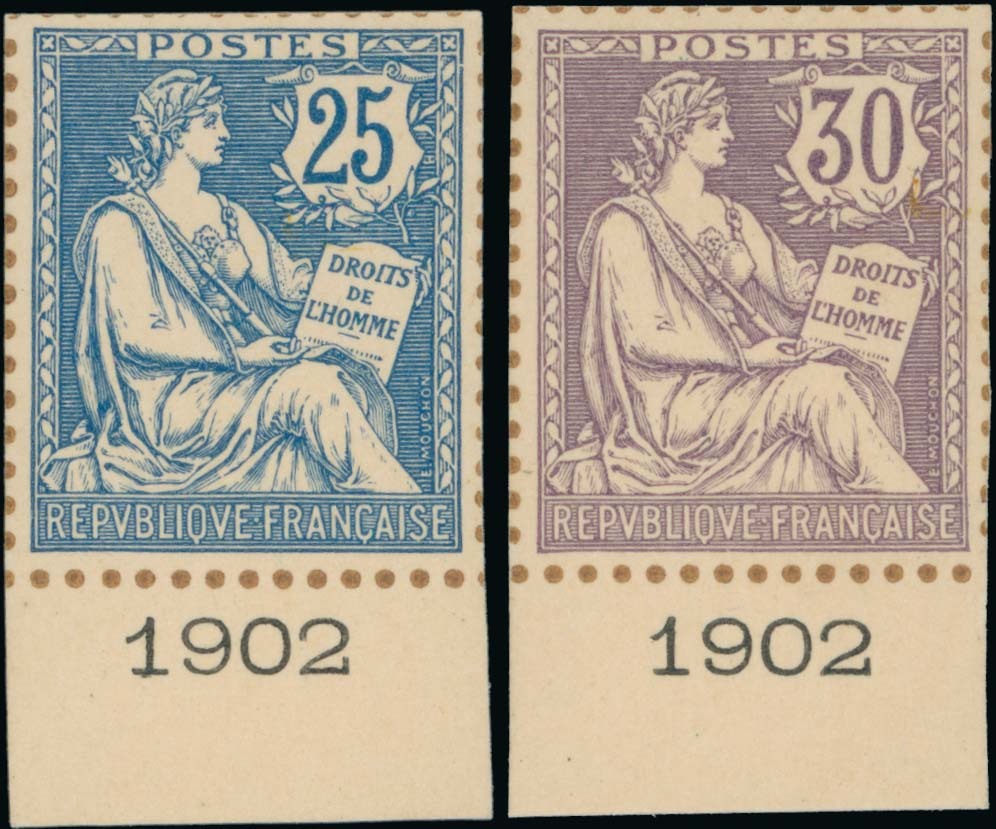 POSTES
25
DROITS
DE
L'HOMME
E.MOUCHON
REPVBLIQVE·FRANÇAISE
1902
POSTES
30
DROITS
DE
L'HOMME
E.MOUCHON
REPVBLIQVE·FRANÇAISE
1902